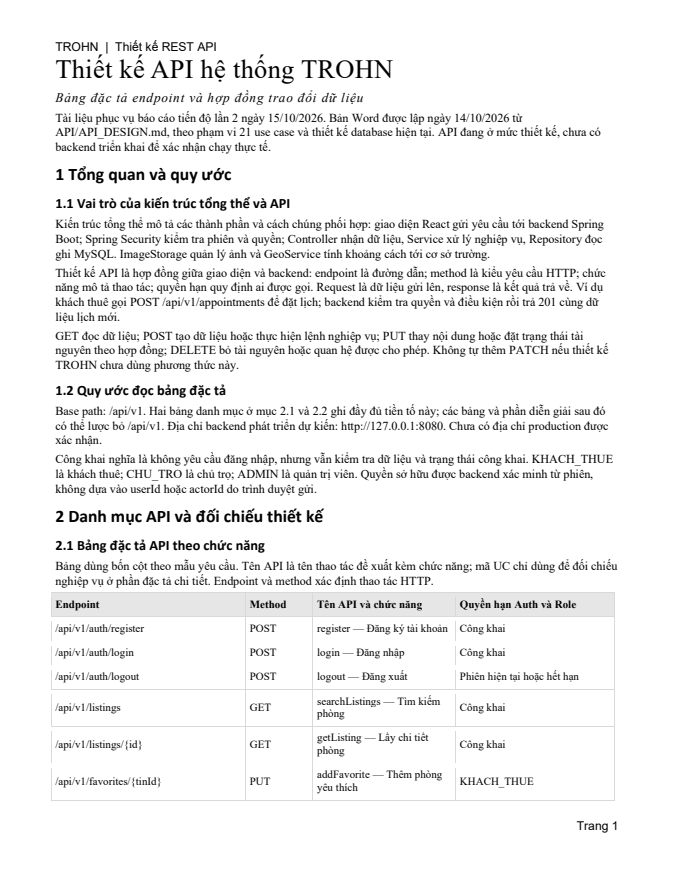 TROHN | Thiết kế REST API
Thiết kế API hệ thống TROHN
Bảng đặc tả endpoint và hợp đồng trao đổi dữ liệu
Tài liệu phục vụ báo cáo tiến độ lần 2 ngày 15/10/2026. Bản Word được lập ngày 14/10/2026 từ
API/API_DESIGN.md, theo phạm vi 21 use case và thiết kế database hiện tại. API đang ở mức thiết kế, chưa có
backend triển khai để xác nhận chạy thực tế.
1 Tổng quan và quy ước
1.1 Vai trò của kiến trúc tổng thể và API
Kiến trúc tổng thể mô tả các thành phần và cách chúng phối hợp: giao diện React gửi yêu cầu tới backend Spring
Boot; Spring Security kiểm tra phiên và quyền; Controller nhận dữ liệu, Service xử lý nghiệp vụ, Repository đọc
ghi MySQL. ImageStorage quản lý ảnh và GeoService tính khoảng cách tới cơ sở trường.
Thiết kế API là hợp đồng giữa giao diện và backend: endpoint là đường dẫn; method là kiểu yêu cầu HTTP; chức
năng mô tả thao tác; quyền hạn quy định ai được gọi. Request là dữ liệu gửi lên, response là kết quả trả về. Ví dụ
khách thuê gọi POST /api/v1/appointments để đặt lịch; backend kiểm tra quyền và điều kiện rồi trả 201 cùng dữ
liệu lịch mới.
GET đọc dữ liệu; POST tạo dữ liệu hoặc thực hiện lệnh nghiệp vụ; PUT thay nội dung hoặc đặt trạng thái tài
nguyên theo hợp đồng; DELETE bỏ tài nguyên hoặc quan hệ được cho phép. Không tự thêm PATCH nếu thiết kế
TROHN chưa dùng phương thức này.
1.2 Quy ước đọc bảng đặc tả
Base path: /api/v1. Hai bảng danh mục ở mục 2.1 và 2.2 ghi đầy đủ tiền tố này; các bảng và phần diễn giải sau đó
có thể lược bỏ /api/v1. Địa chỉ backend phát triển dự kiến: http://127.0.0.1:8080. Chưa có địa chỉ production được
xác nhận.
Công khai nghĩa là không yêu cầu đăng nhập, nhưng vẫn kiểm tra dữ liệu và trạng thái công khai. KHACH_THUE
là khách thuê; CHU_TRO là chủ trọ; ADMIN là quản trị viên. Quyền sở hữu được backend xác minh từ phiên,
không dựa vào userId hoặc actorId do trình duyệt gửi.
2 Danh mục API và đối chiếu thiết kế
2.1 Bảng đặc tả API theo chức năng
Bảng dùng bốn cột theo mẫu yêu cầu. Tên API là tên thao tác đề xuất kèm chức năng; mã UC chỉ dùng để đối chiếu
nghiệp vụ ở phần đặc tả chi tiết. Endpoint và method xác định thao tác HTTP.
Endpoint Method Tên API và chức năng Quyền hạn Auth và Role
/api/v1/auth/register POST register — Đăng ký tài khoản Công khai
/api/v1/auth/login POST login — Đăng nhập Công khai
/api/v1/auth/logout POST logout — Đăng xuất Phiên hiện tại hoặc hết hạn
/api/v1/listings GET searchListings — Tìm kiếm
phòng Công khai
/api/v1/listings/{id} GET getListing — Lấy chi tiết
phòng Công khai
/api/v1/favorites/{tinId} PUT addFavorite — Thêm phòng
yêu thích KHACH_THUE
Trang 1